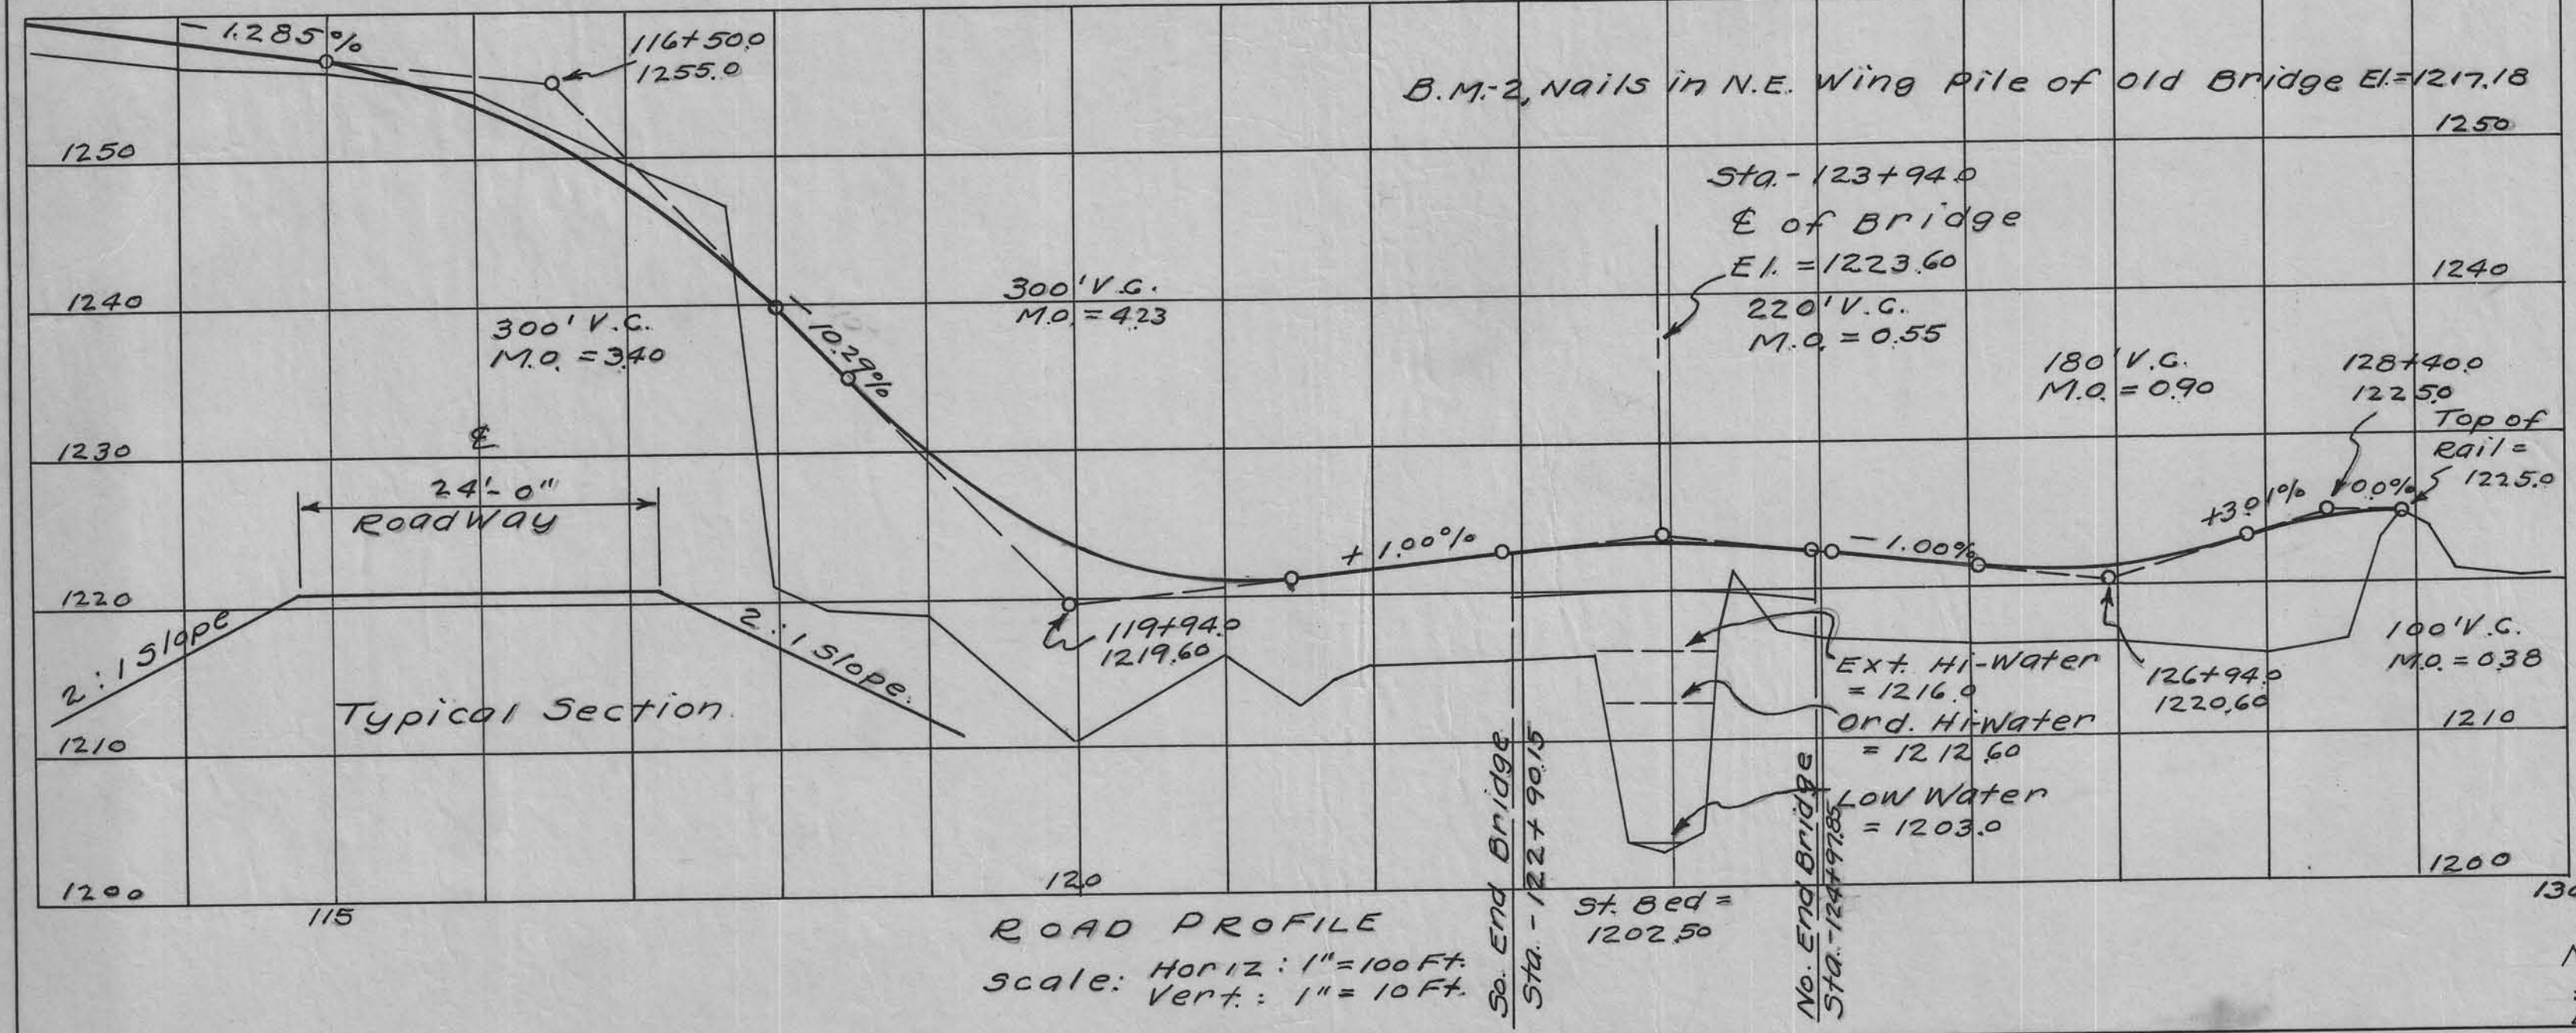 - 1.285%
116+50.0
1255.0
B.M.-2, Nails in N.E. Wing Pile of old Bridge El.=1217.18
1250
1250
Sta.- 123+94.0
℄ of Bridge
El. = 1223.60
220' V.C.
M.O. = 0.55
1240
1240
300' V.C.
M.O. = 3.40
- 10.29%
300' V.C.
M.O. = 4.23
180' V.C.
M.O. = 0.90
128+40.0
1225.0
Top of
Rail =
1225.0
1230
℄
24'-0"
RoadWay
+ 1.00%
- 1.00%
+3.01%
0.0%
1220
2:1 Slope
2:1 Slope.
Typical Section.
119+94.0
1219.60
Ext. Hi-Water
= 1216.0
Ord. Hi-Water
= 1212.60
Low Water
= 1203.0
126+94.0
1220.60
100' V.C.
M.O. = 0.38
1210
1210
So. End Bridge
Sta. - 122+90.15
No. End Bridge
Sta. - 124+97.85
1200
1200
115
120
130
St. Bed =
1202.50
ROAD PROFILE
Scale: Horiz: 1"=100 Ft.
Vert.: 1"= 10 Ft.